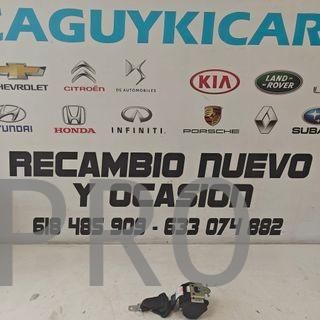 CAGUYKICAR
CHEVROLET CITROËN DS AUTOMOBILES KIA LAND ROVER
HYUNDAI HONDA INFINITI PORSCHE RENAULT SUBA
RECAMBIO NUEVO
Y OCASION
618 485 909 - 633 074 882
PRO